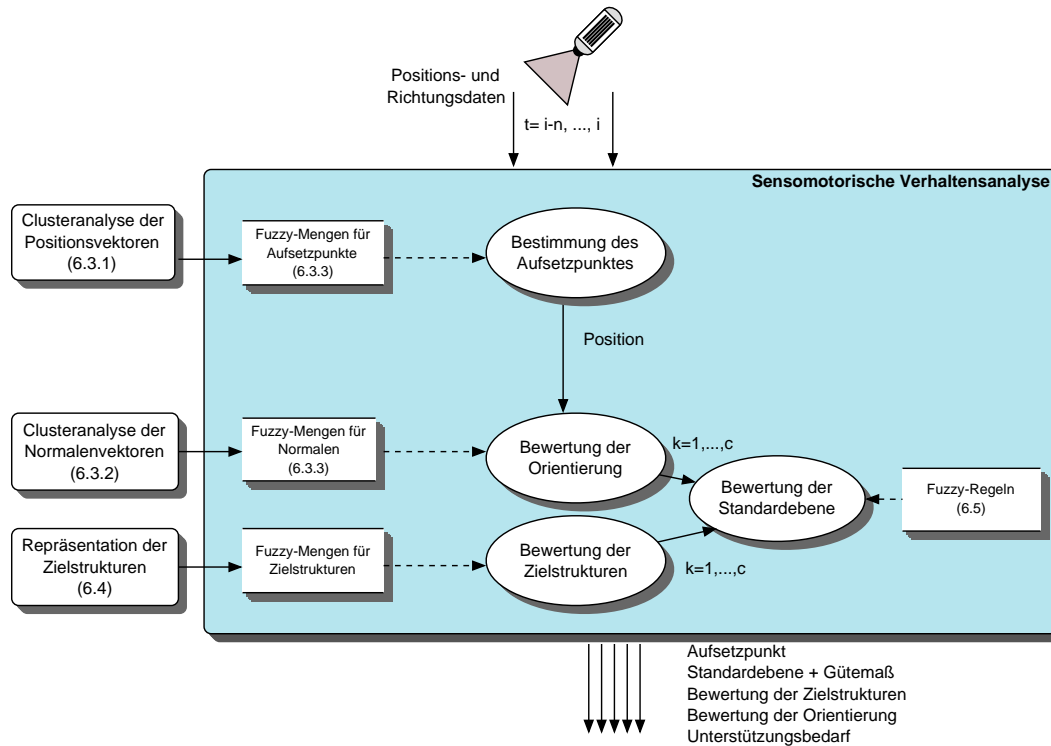 Positions- und
Richtungsdaten
t= i-n, ..., i
Sensomotorische Verhaltensanalyse
Clusteranalyse der
Positionsvektoren
(6.3.1)
Fuzzy-Mengen für
Aufsetzpunkte
(6.3.3)
Bestimmung des
Aufsetzpunktes
Position
Clusteranalyse der
Normalenvektoren
(6.3.2)
Fuzzy-Mengen für
Normalen
(6.3.3)
Bewertung der
Orientierung
k=1,...,c
Bewertung der
Standardebene
Fuzzy-Regeln
(6.5)
Repräsentation der
Zielstrukturen
(6.4)
Fuzzy-Mengen für
Zielstrukturen
Bewertung der
Zielstrukturen
k=1,...,c
Aufsetzpunkt
Standardebene + Gütemaß
Bewertung der Zielstrukturen
Bewertung der Orientierung
Unterstützungsbedarf